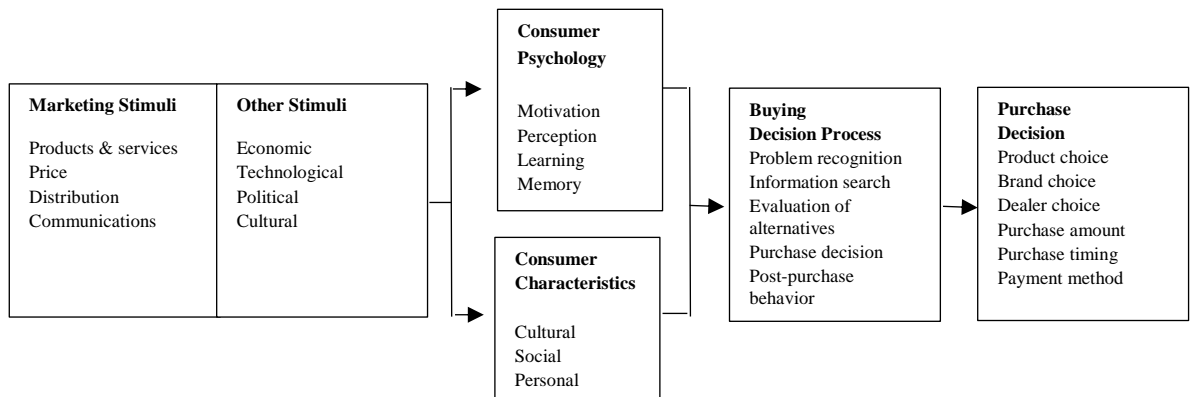 Marketing Stimuli
Products & services
Price
Distribution
Communications
Other Stimuli
Economic
Technological
Political
Cultural
Consumer
Psychology
Motivation
Perception
Learning
Memory
Consumer
Characteristics
Cultural
Social
Personal
Buying
Decision Process
Problem recognition
Information search
Evaluation of
alternatives
Purchase decision
Post-purchase
behavior
Purchase
Decision
Product choice
Brand choice
Dealer choice
Purchase amount
Purchase timing
Payment method